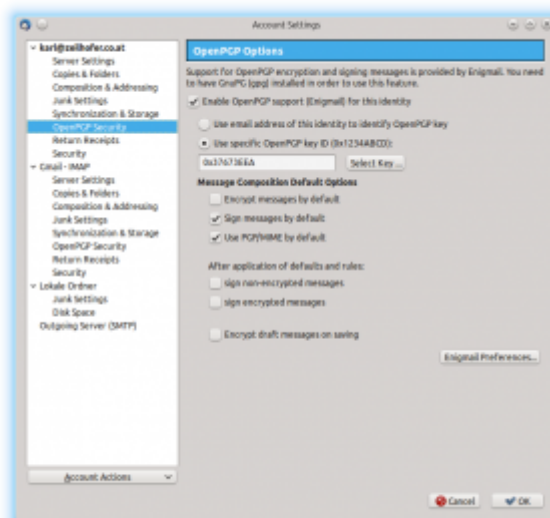 Account Settings
karl@zeilhofer.co.at
Server Settings
Copies & Folders
Composition & Addressing
Junk Settings
Synchronization & Storage
OpenPGP Security
Return Receipts
Security
Gmail - IMAP
Server Settings
Copies & Folders
Composition & Addressing
Junk Settings
Synchronization & Storage
OpenPGP Security
Return Receipts
Security
Lokale Ordner
Junk Settings
Disk Space
Outgoing Server (SMTP)
Account Actions
OpenPGP Options
Support for OpenPGP encryption and signing messages is provided by Enigmail. You need
to have GnuPG (gpg) installed in order to use this feature.
Enable OpenPGP support (Enigmail) for this identity
Use email address of this identity to identify OpenPGP key
Use specific OpenPGP key ID (0x1234ABCD):
Select Key ...
Message Composition Default Options
Encrypt messages by default
Sign messages by default
Use PGP/MIME by default
After application of defaults and rules:
sign non-encrypted messages
sign encrypted messages
Encrypt draft messages on saving
Enigmail Preferences...
Cancel
OK